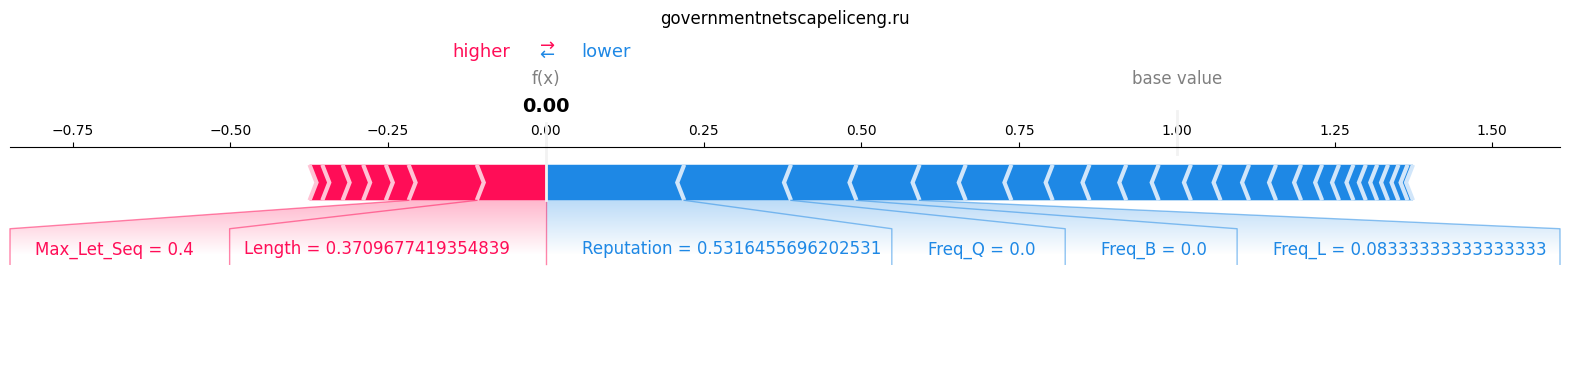 governmentnetscapeliceng.ru
higher ⇄ lower
f(x) base value
0.00
−0.75 −0.50 −0.25 0.00 0.25 0.50 0.75 1.00 1.25 1.50
Max_Let_Seq = 0.4 Length = 0.3709677419354839 Reputation = 0.5316455696202531 Freq_Q = 0.0 Freq_B = 0.0 Freq_L = 0.08333333333333333